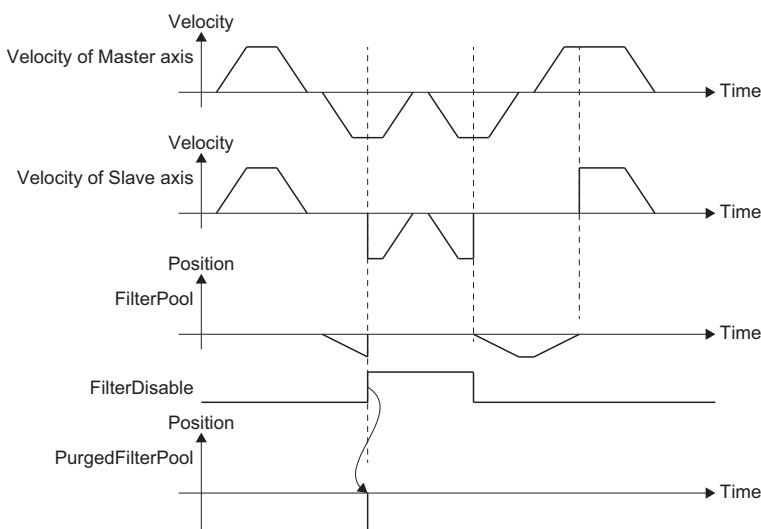 Velocity
Velocity of Master axis
Time
Velocity
Velocity of Slave axis
Time
Position
FilterPool
Time
FilterDisable
Position
PurgedFilterPool
Time